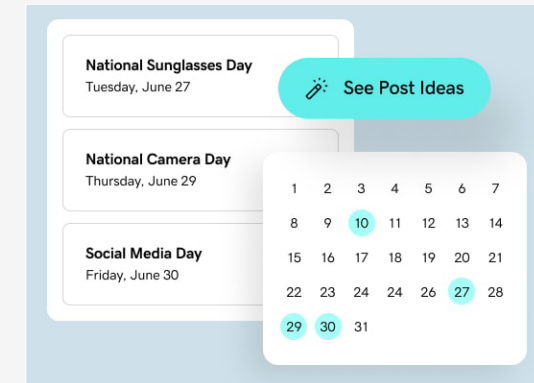 National Sunglasses Day
Tuesday, June 27
See Post Ideas
National Camera Day
Thursday, June 29
Social Media Day
Friday, June 30
1 2 3 4 5 6 7
8 9 10 11 12 13 14
15 16 17 18 19 20 21
22 23 24 24 26 27 28
29 30 31